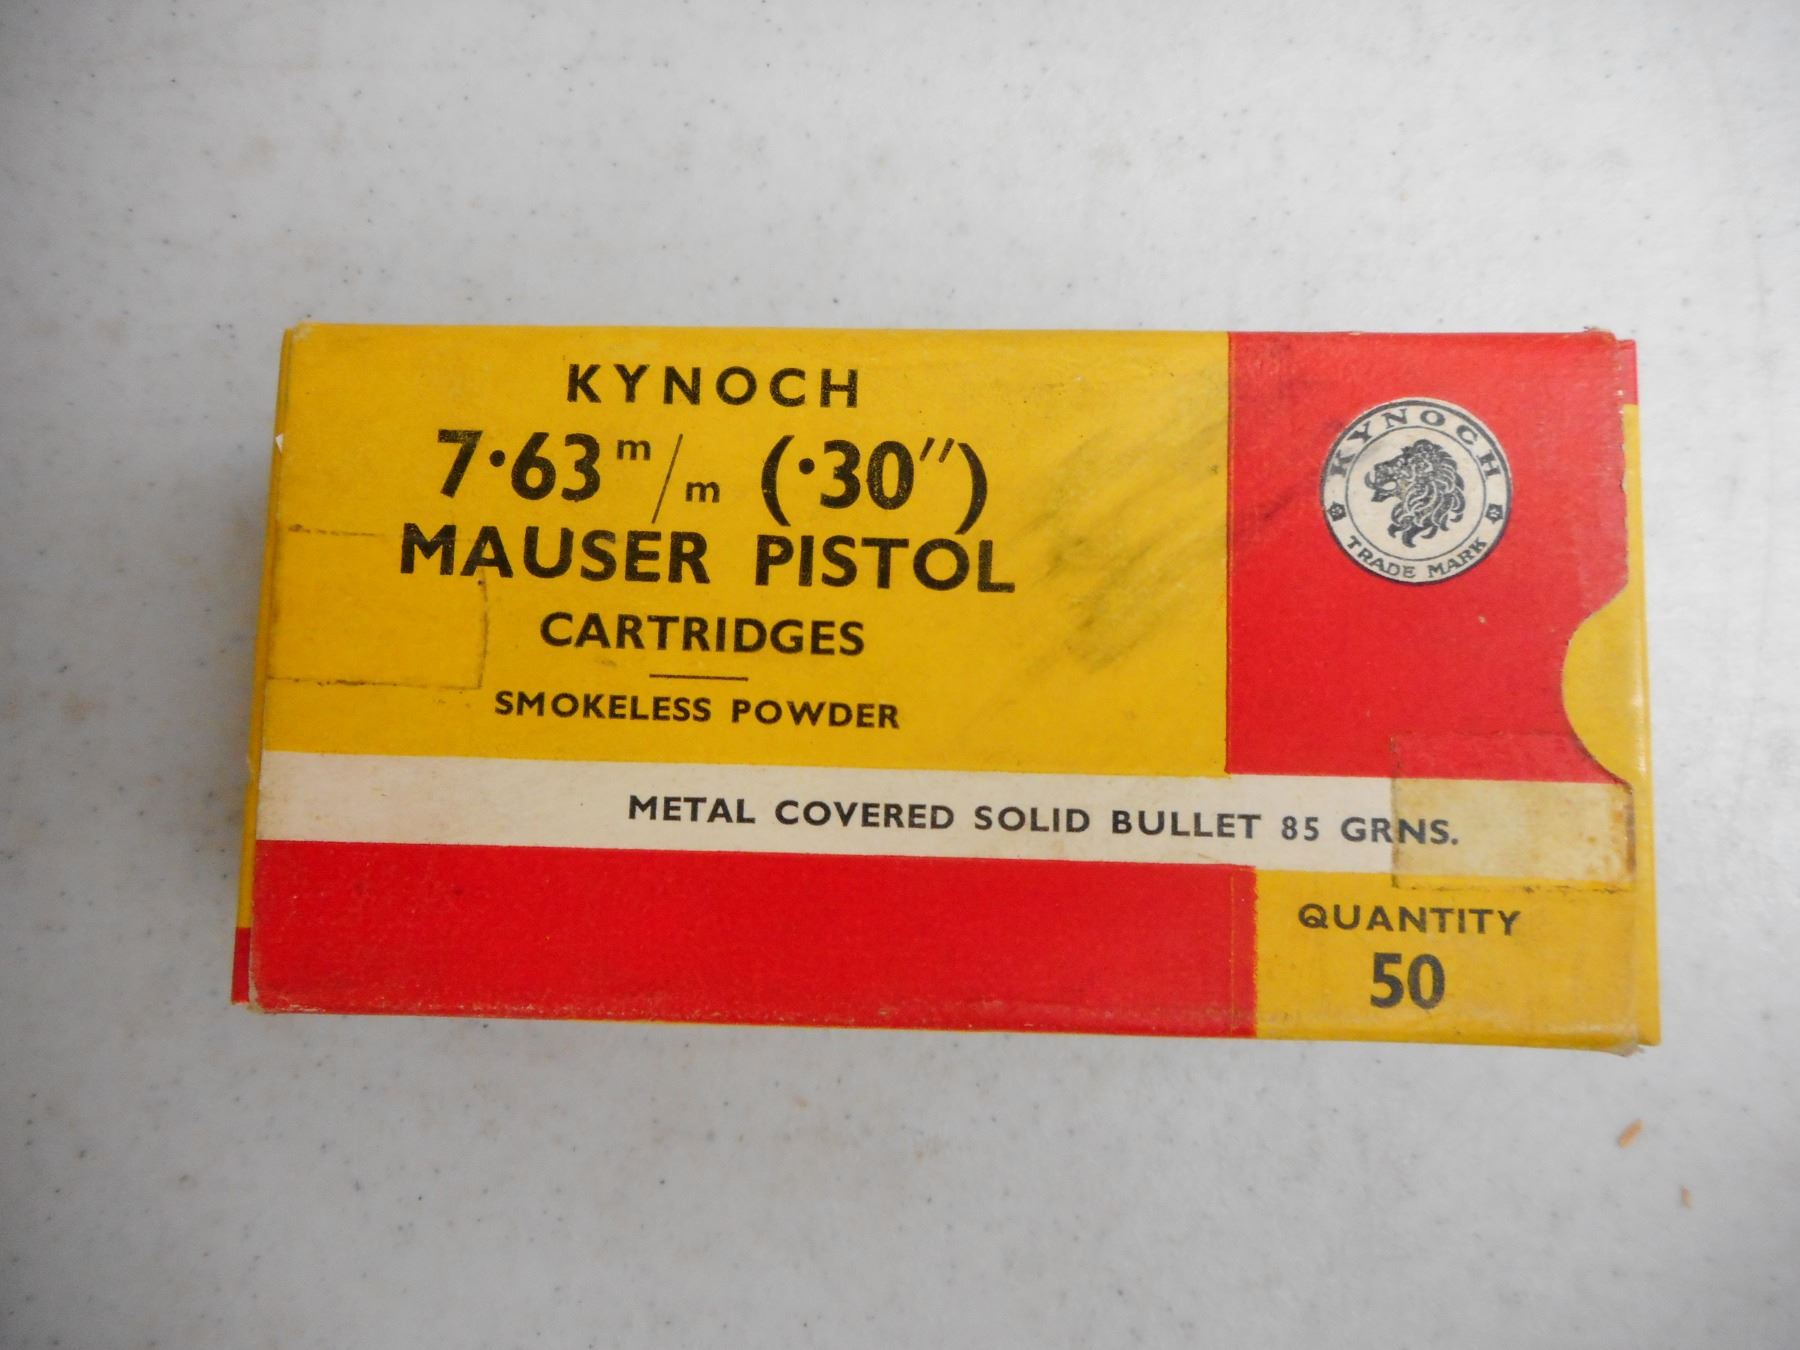 KYNOCH
7·63 m/m (·30″)
MAUSER PISTOL
CARTRIDGES
SMOKELESS POWDER
KYNOCH
TRADE MARK
METAL COVERED SOLID BULLET 85 GRNS.
QUANTITY
50